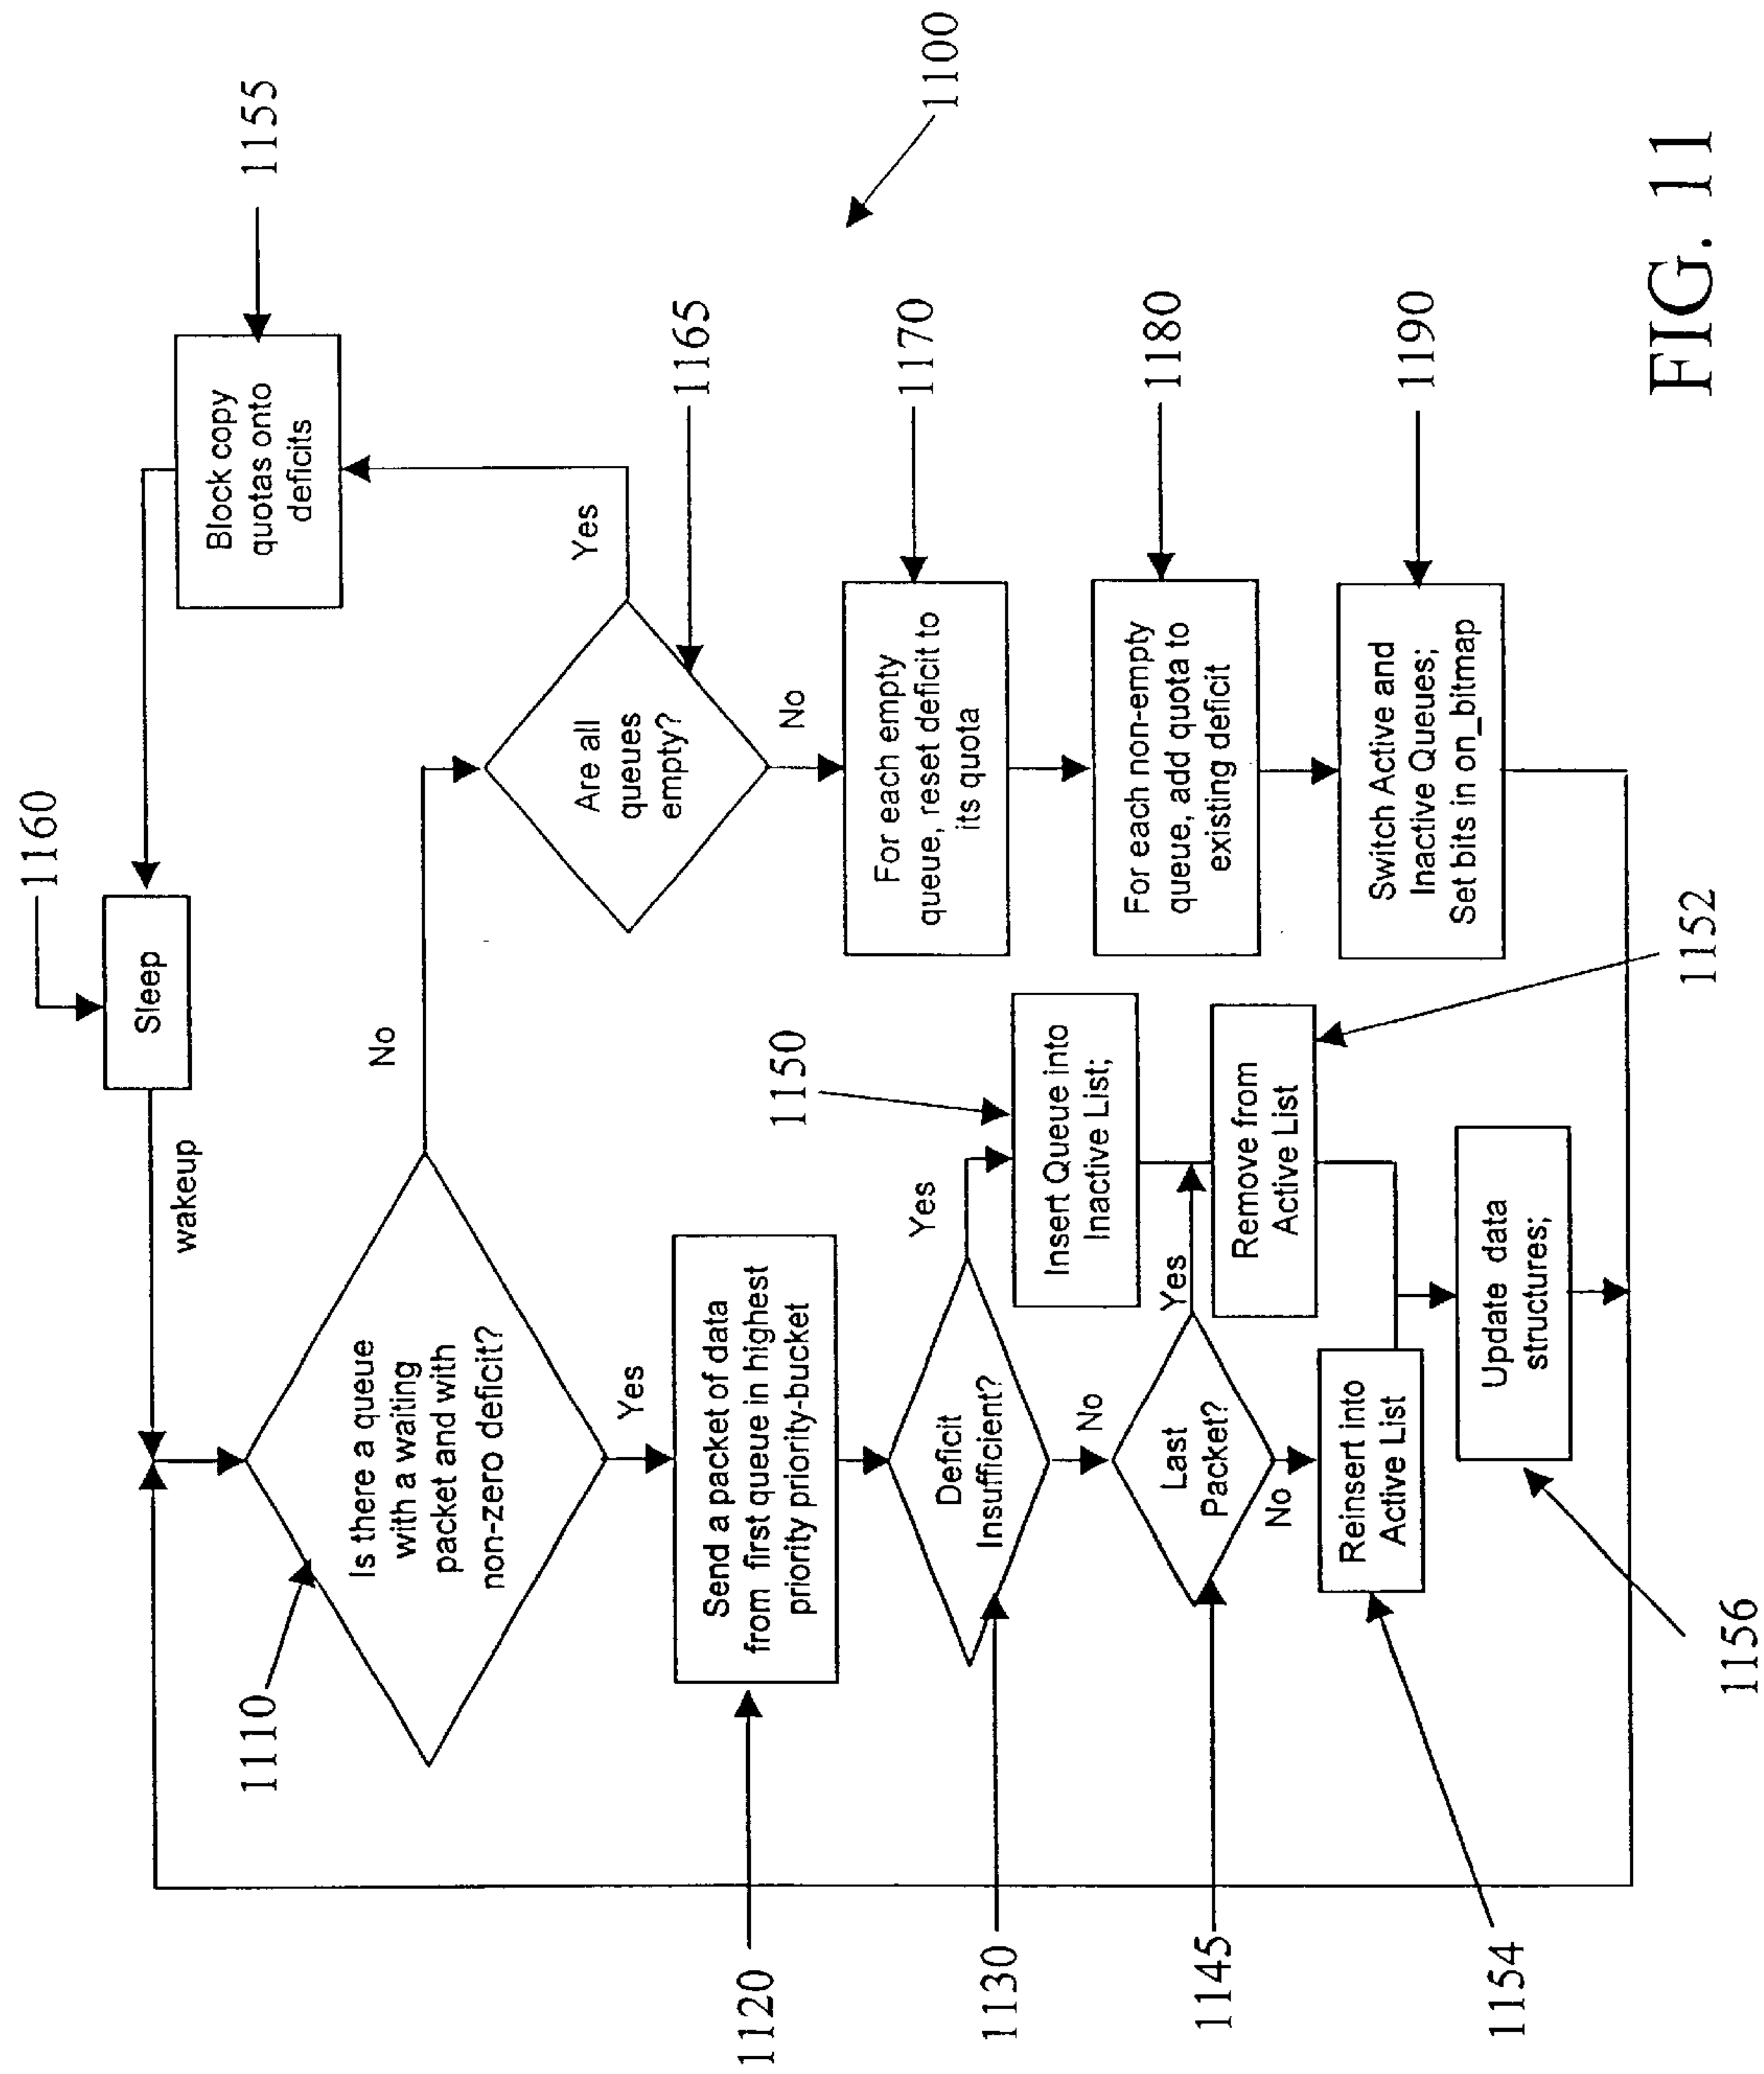 1160
Sleep
wakeup
Block copy
quotas onto
deficits
1155
1110
Is there a queue
with a waiting
packet and with
non-zero deficit?
No
Yes
Are all
queues
empty?
Yes
1165
No
1100
1120
Send a packet of data
from first queue in highest
priority priority-bucket
For each empty
queue, reset deficit to
its quota
1170
1130
Deficit
Insufficient?
Yes
No
1150
Insert Queue into
Inactive List;
For each non-empty
queue, add quota to
existing deficit
1180
1145
Last
Packet?
Yes
No
Remove from
Active List
1152
Switch Active and
Inactive Queues;
Set bits in on_bitmap
1190
1154
Reinsert into
Active List
Update data
structures;
1156
FIG. 11